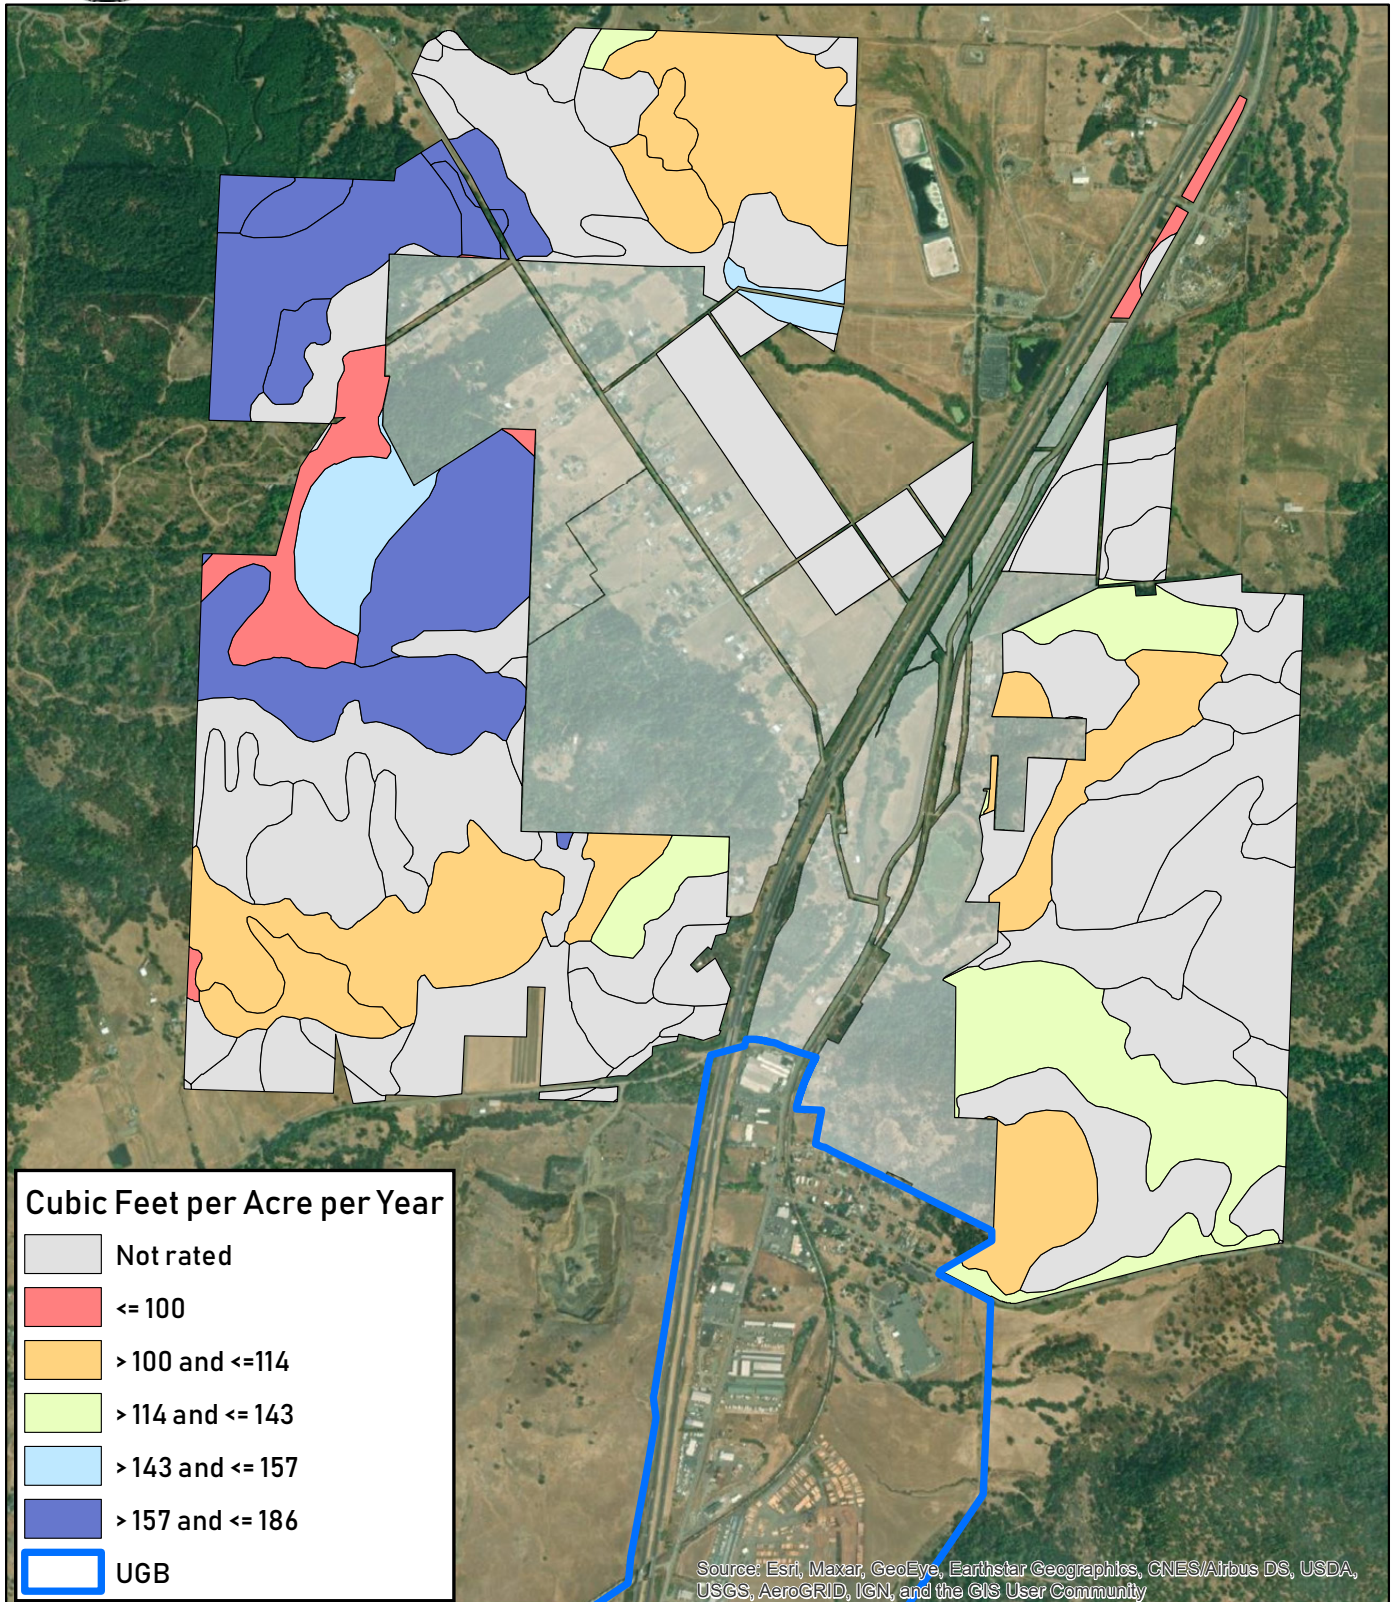 Cubic Feet per Acre per Year
Not rated
<= 100
> 100 and <=114
> 114 and <= 143
> 143 and <= 157
> 157 and <= 186
UGB
Source: Esri, Maxar, GeoEye, Earthstar Geographics, CNES/Airbus DS, USDA,
USGS, AeroGRID, IGN, and the GIS User Community